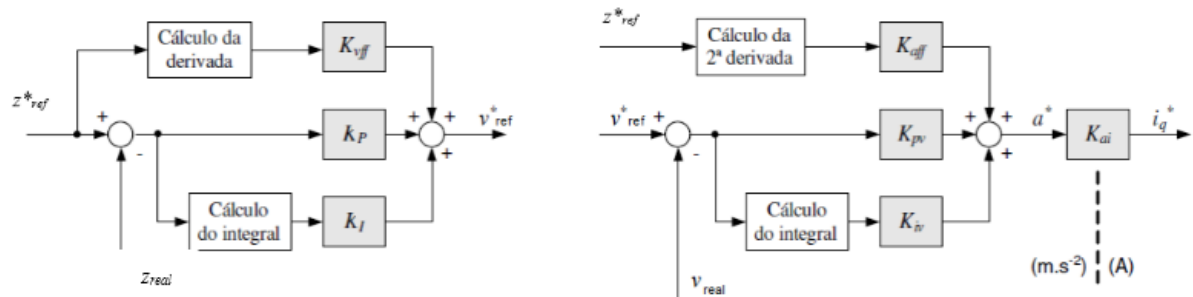 Cálculo da
derivada
K_vff
z*_ref
+
-
k_P
+
+
+
v*_ref
Cálculo
do integral
k_I
z_real
z*_ref
Cálculo da
2ª derivada
K_aff
v*_ref
+
-
K_pv
+
+
+
a*
K_ai
i_q*
Cálculo
do integral
K_iv
v_real
(m.s⁻²)
(A)